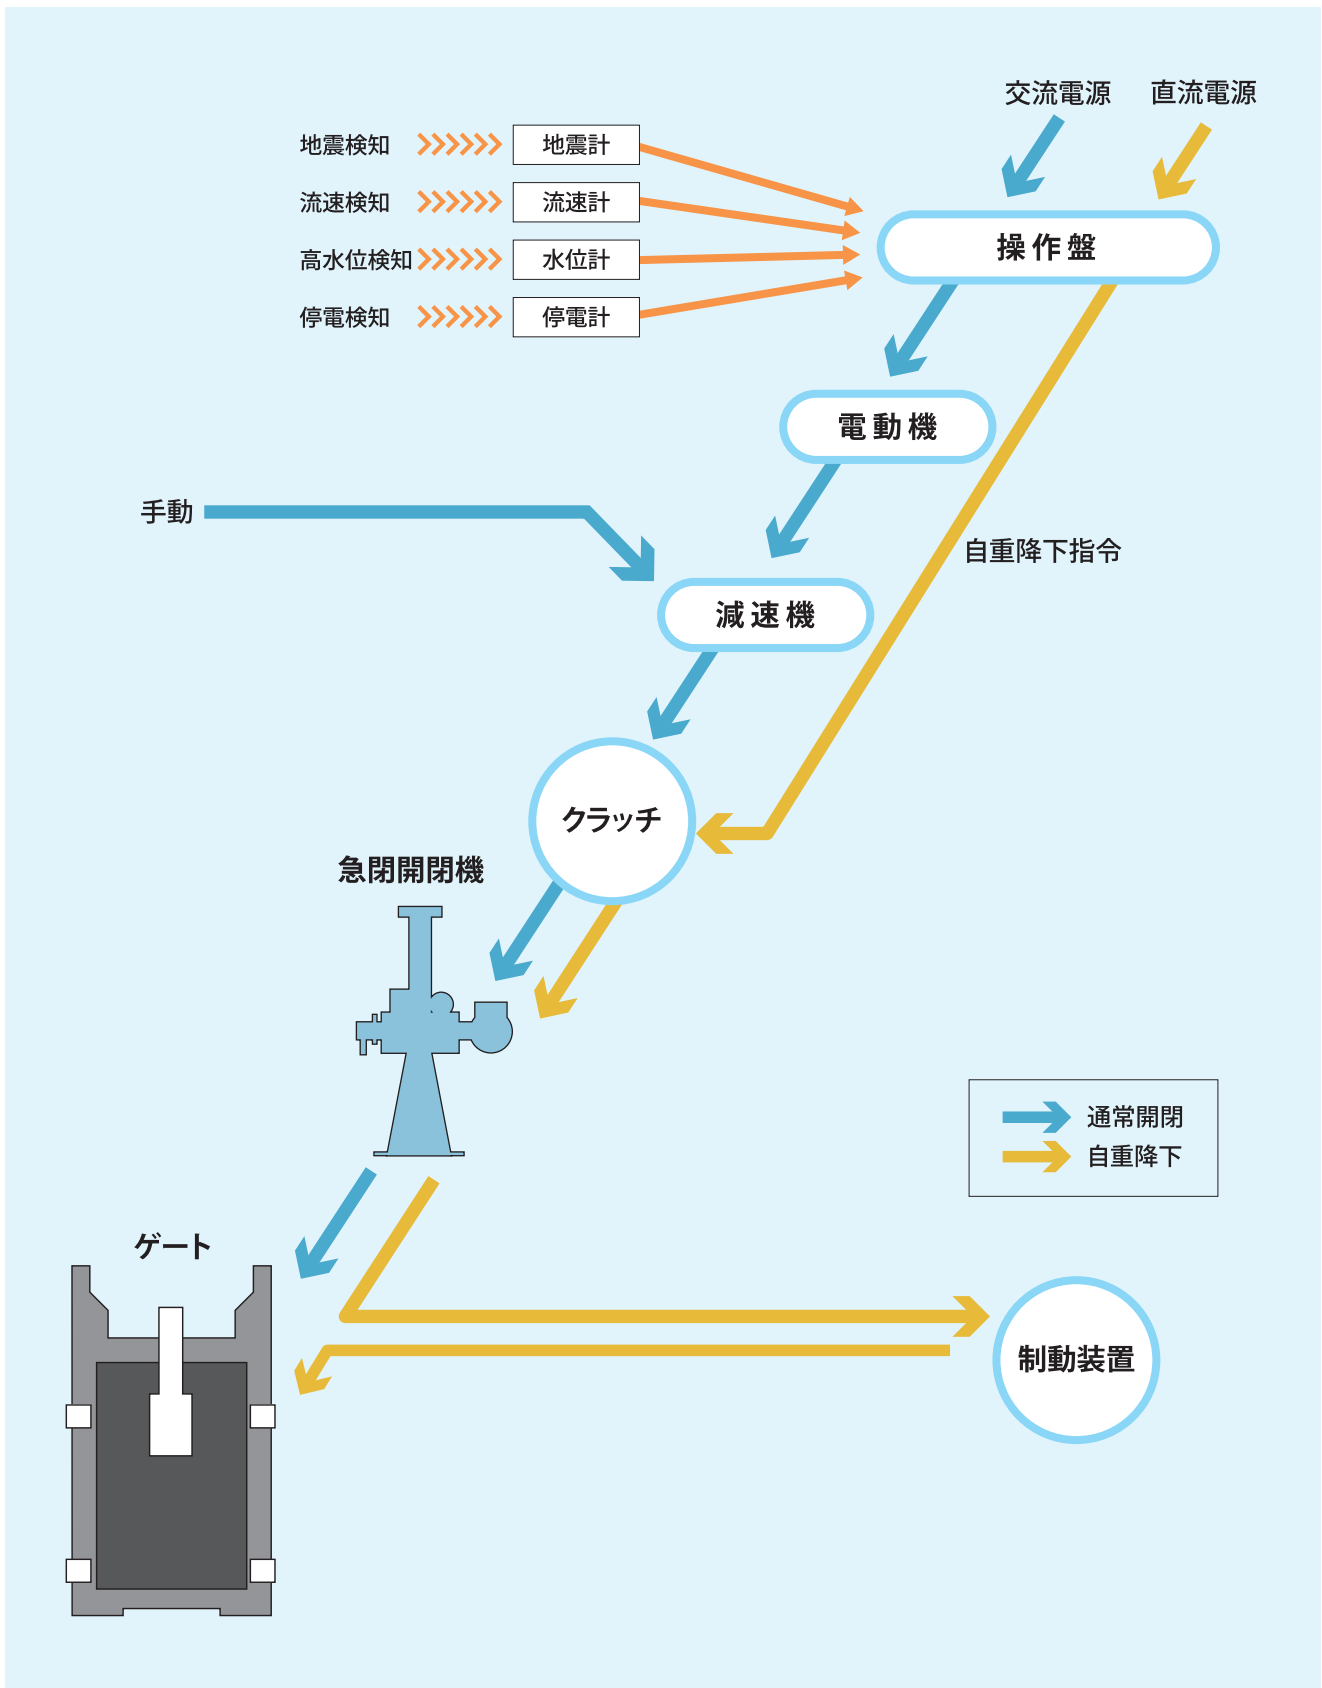 交流電源
直流電源
地震検知
地震計
流速検知
流速計
高水位検知
水位計
停電検知
停電計
操作盤
電動機
手動
自重降下指令
減速機
クラッチ
急閉開閉機
通常開閉
自重降下
ゲート
制動装置